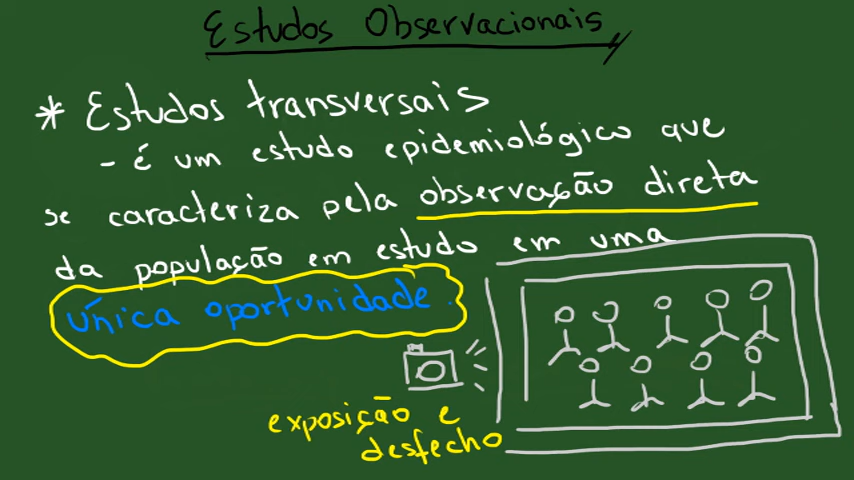 Estudos Observacionais
* Estudos transversais
- é um estudo epidemiológico que
se caracteriza pela observação direta
da população em estudo em uma
única oportunidade.
exposição e
desfecho